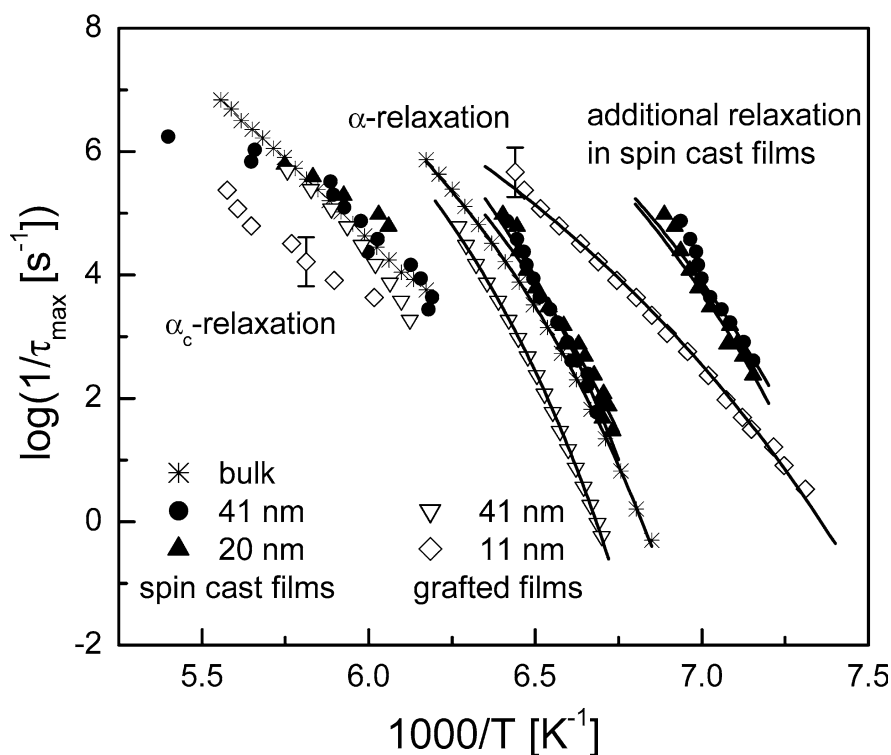 8
6
4
2
0
-2
log(1/τmax [s⁻¹])
α-relaxation
additional relaxation
in spin cast films
αc-relaxation
bulk
41 nm
20 nm
spin cast films
41 nm
11 nm
grafted films
5.5 6.0 6.5 7.0 7.5
1000/T [K⁻¹]